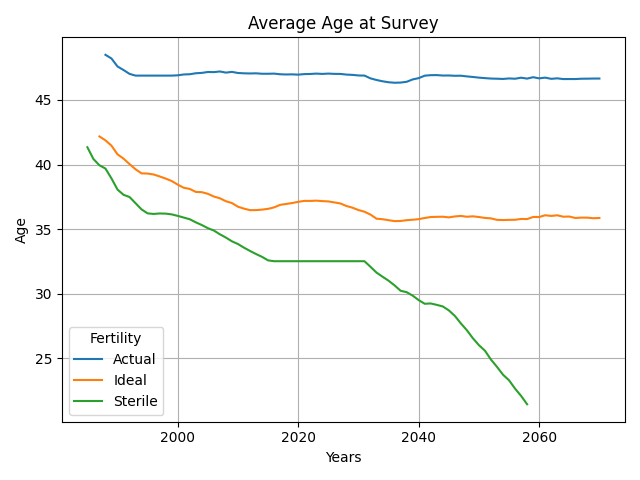 Average Age at Survey
Age
45
40
35
30
25
Fertility
Actual
Ideal
Sterile
2000 2020 2040 2060
Years